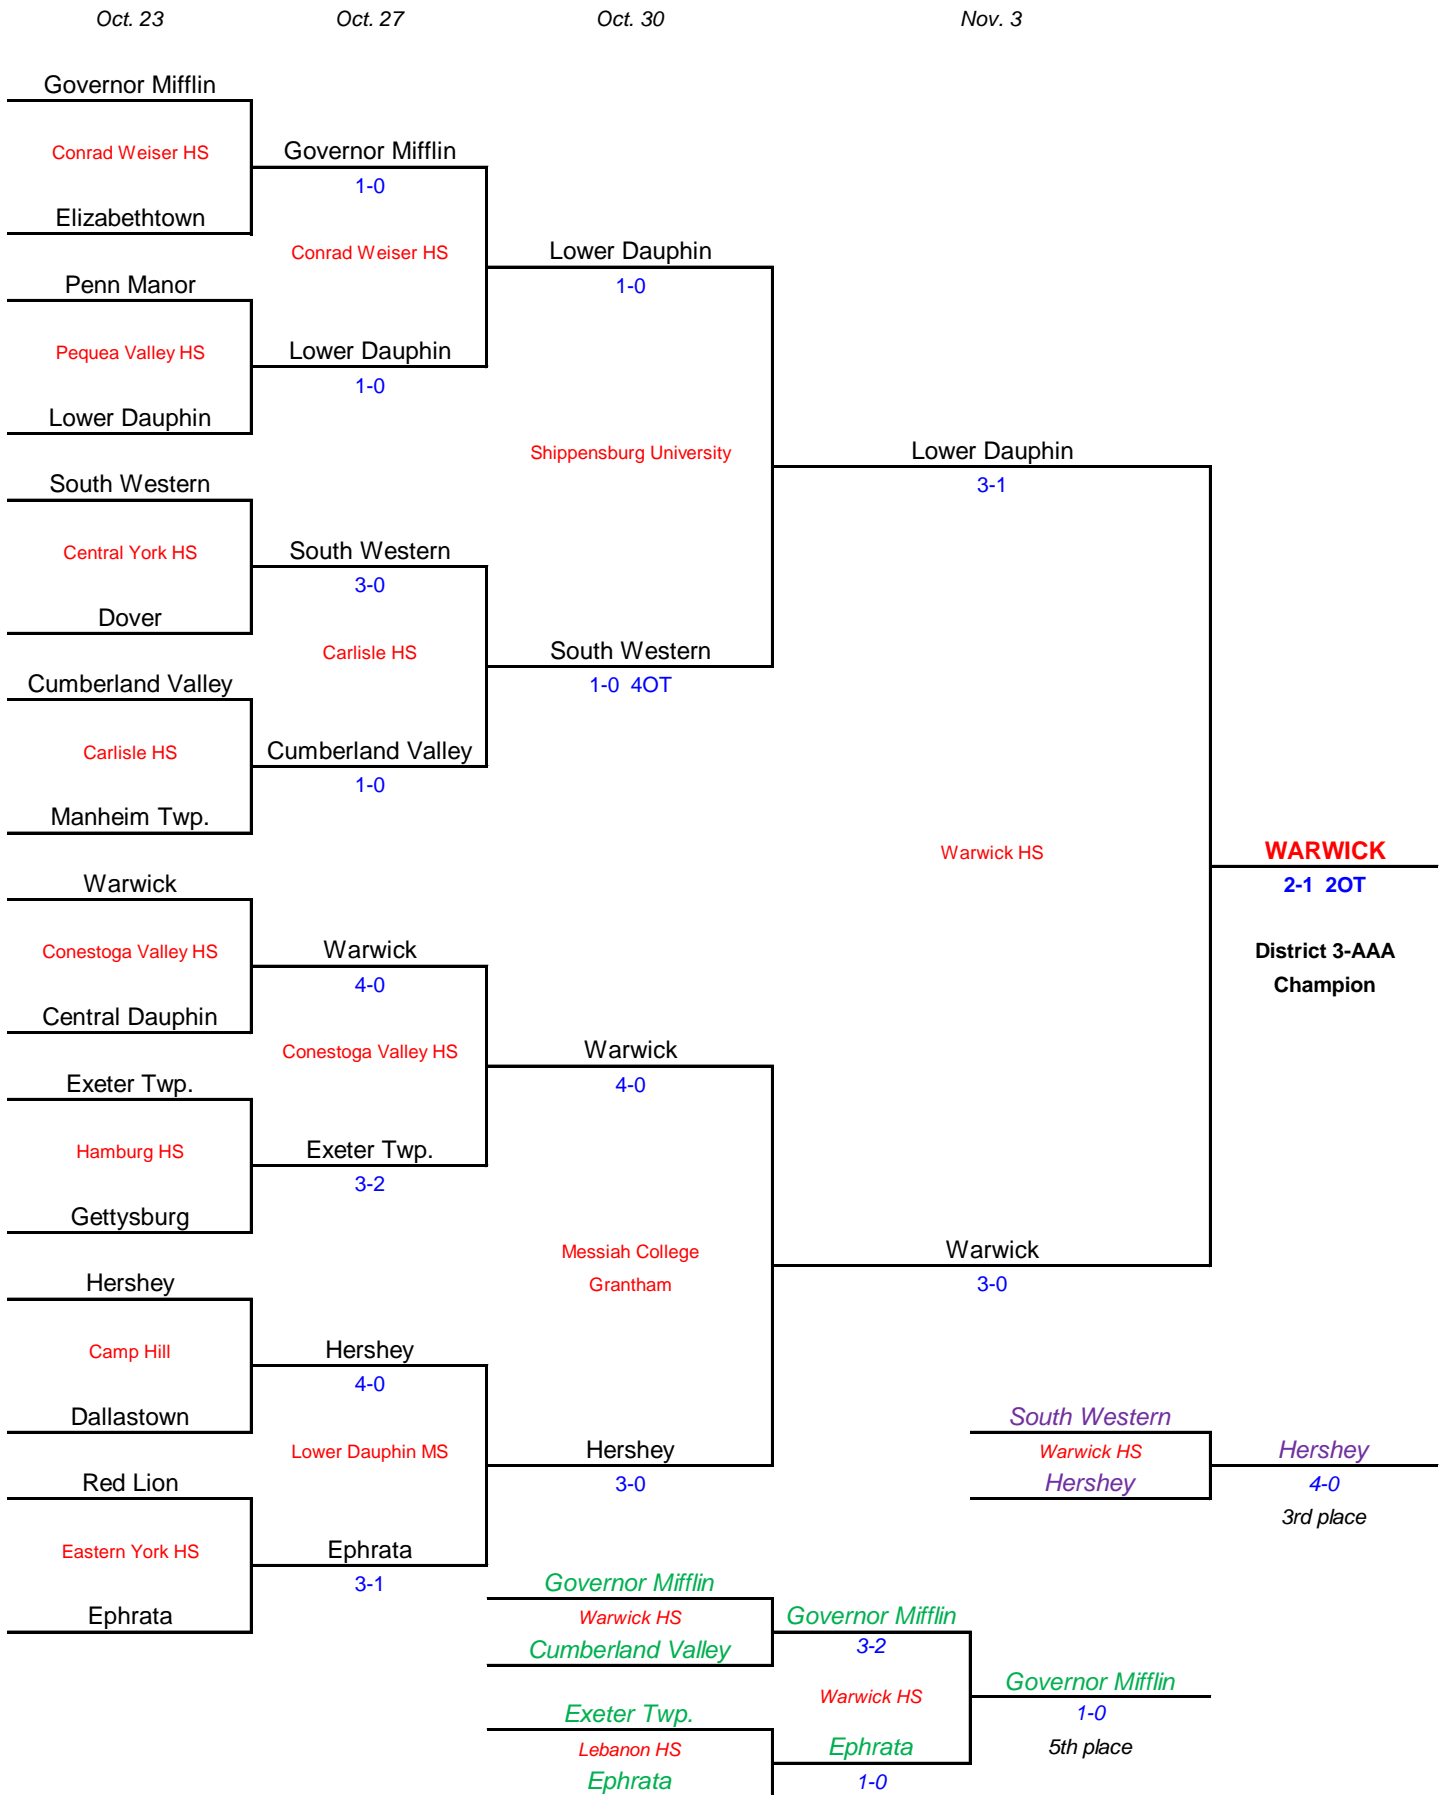 Oct. 23 Oct. 27 Oct. 30 Nov. 3
Governor Mifflin
Conrad Weiser HS
Governor Mifflin
1-0
Elizabethtown
Conrad Weiser HS
Lower Dauphin
1-0
Penn Manor
Pequea Valley HS
Lower Dauphin
1-0
Lower Dauphin
Shippensburg University
Lower Dauphin
3-1
South Western
Central York HS
South Western
3-0
Dover
Carlisle HS
South Western
1-0 4OT
Cumberland Valley
Carlisle HS
Cumberland Valley
1-0
Manheim Twp.
Warwick HS
WARWICK
2-1 2OT
District 3-AAA
Champion
Warwick
Conestoga Valley HS
Warwick
4-0
Central Dauphin
Conestoga Valley HS
Warwick
4-0
Exeter Twp.
Hamburg HS
Exeter Twp.
3-2
Gettysburg
Messiah College
Grantham
Warwick
3-0
Hershey
Camp Hill
Hershey
4-0
Dallastown
Lower Dauphin MS
Hershey
3-0
Red Lion
Eastern York HS
Ephrata
3-1
Ephrata
South Western
Warwick HS
Hershey
Hershey
4-0
3rd place
Governor Mifflin
Warwick HS
Cumberland Valley
Governor Mifflin
3-2
Warwick HS
Governor Mifflin
1-0
5th place
Exeter Twp.
Lebanon HS
Ephrata
Ephrata
1-0